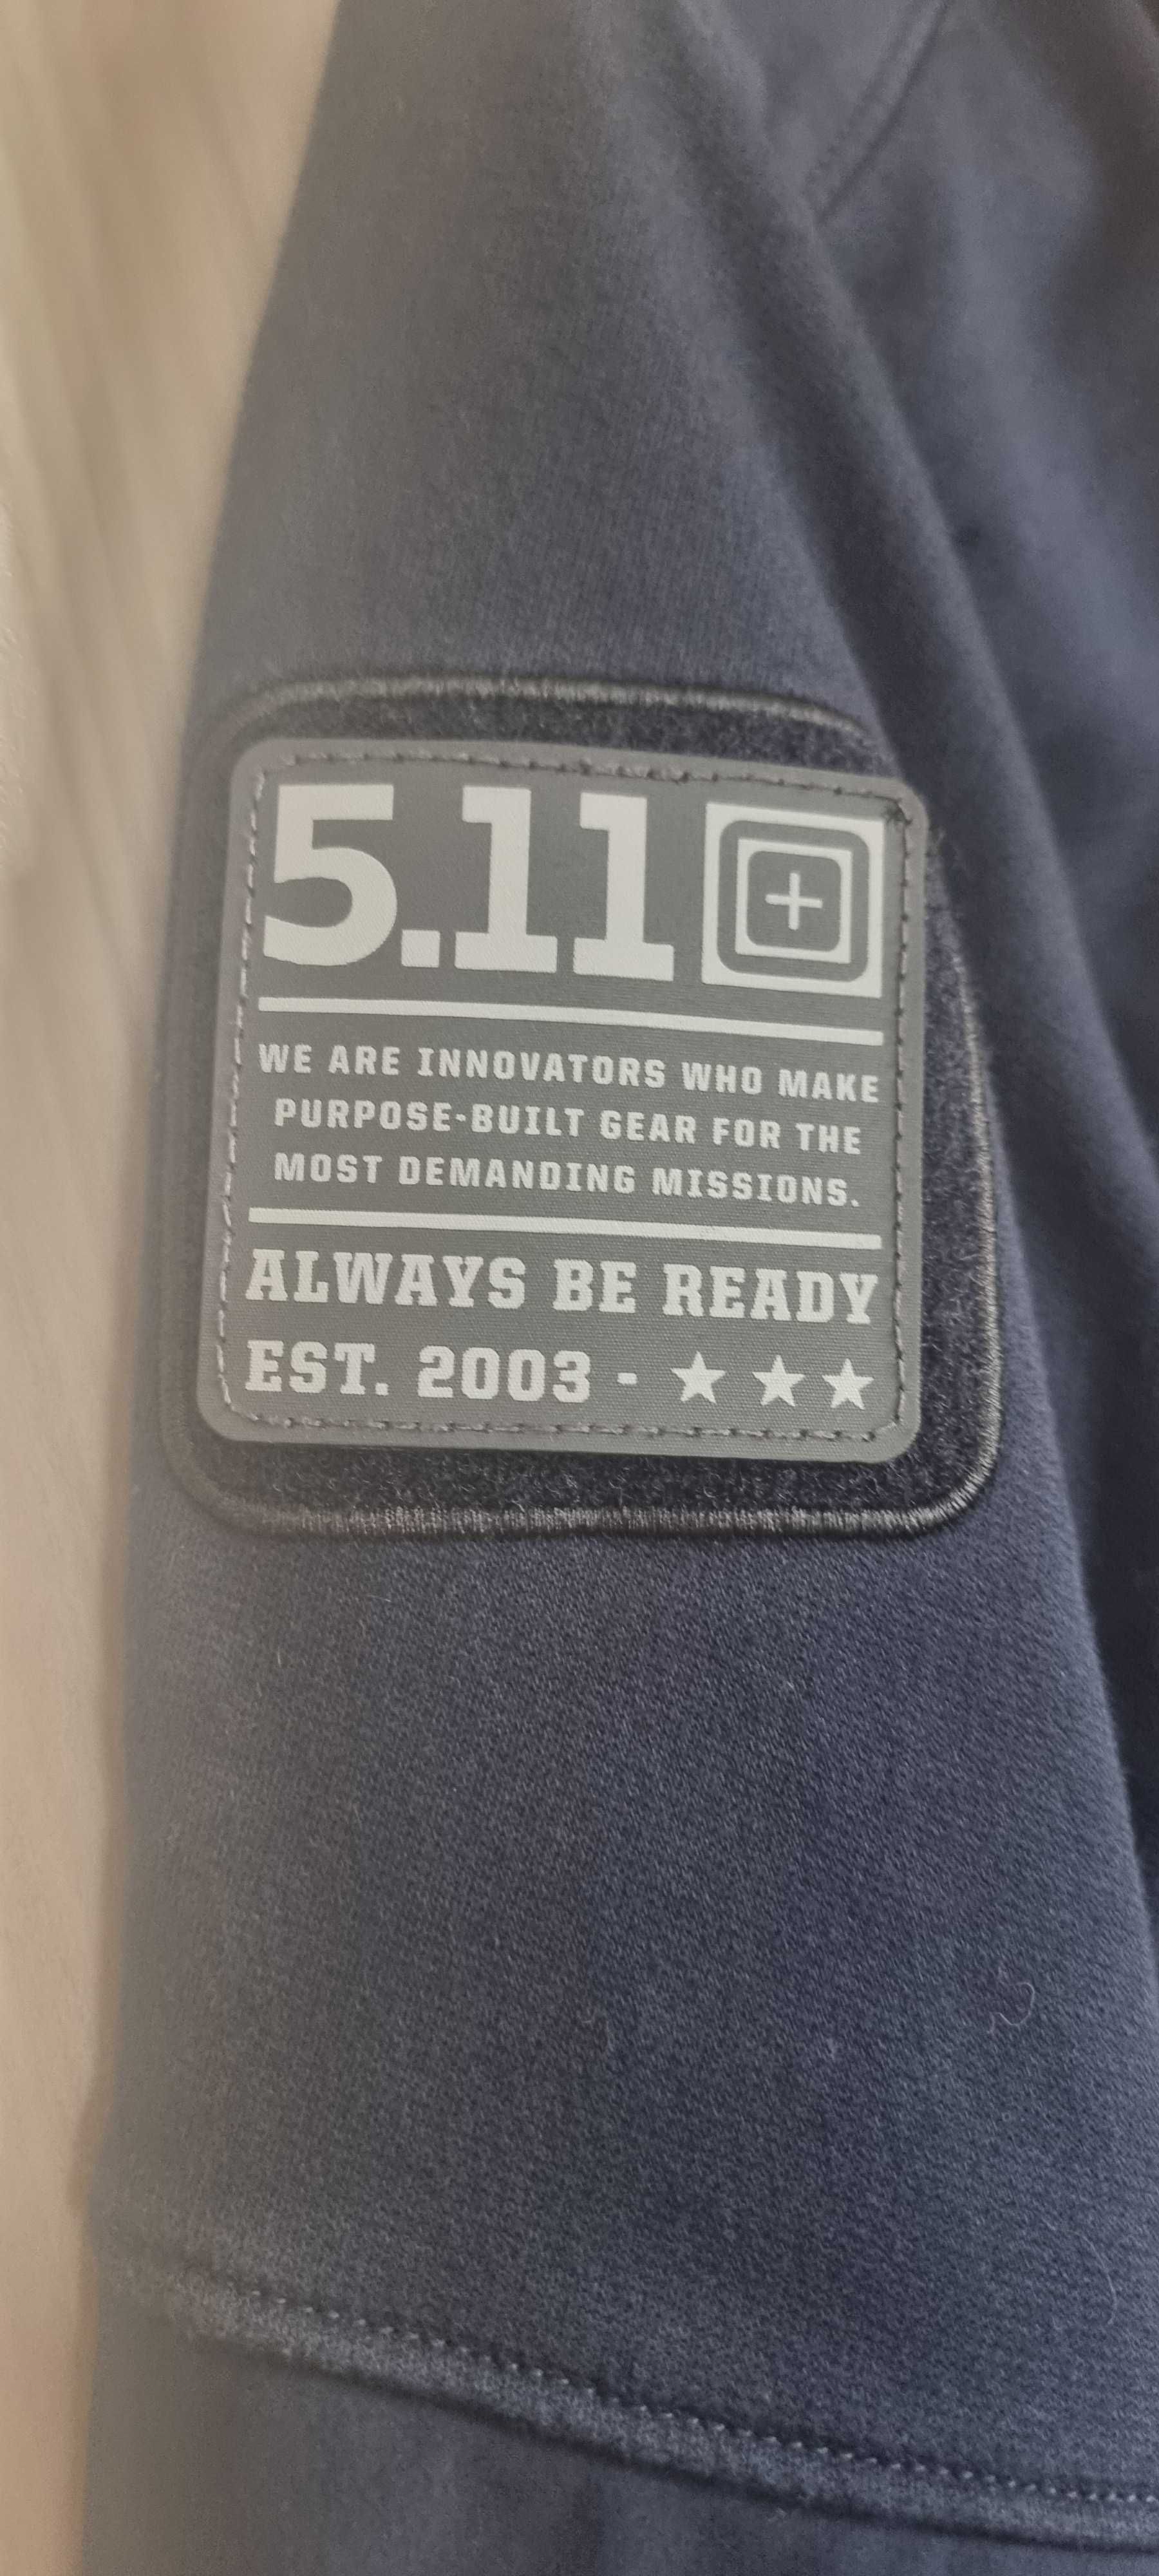 5.11
WE ARE INNOVATORS WHO MAKE
PURPOSE-BUILT GEAR FOR THE
MOST DEMANDING MISSIONS.
ALWAYS BE READY
EST. 2003 - ★ ★ ★